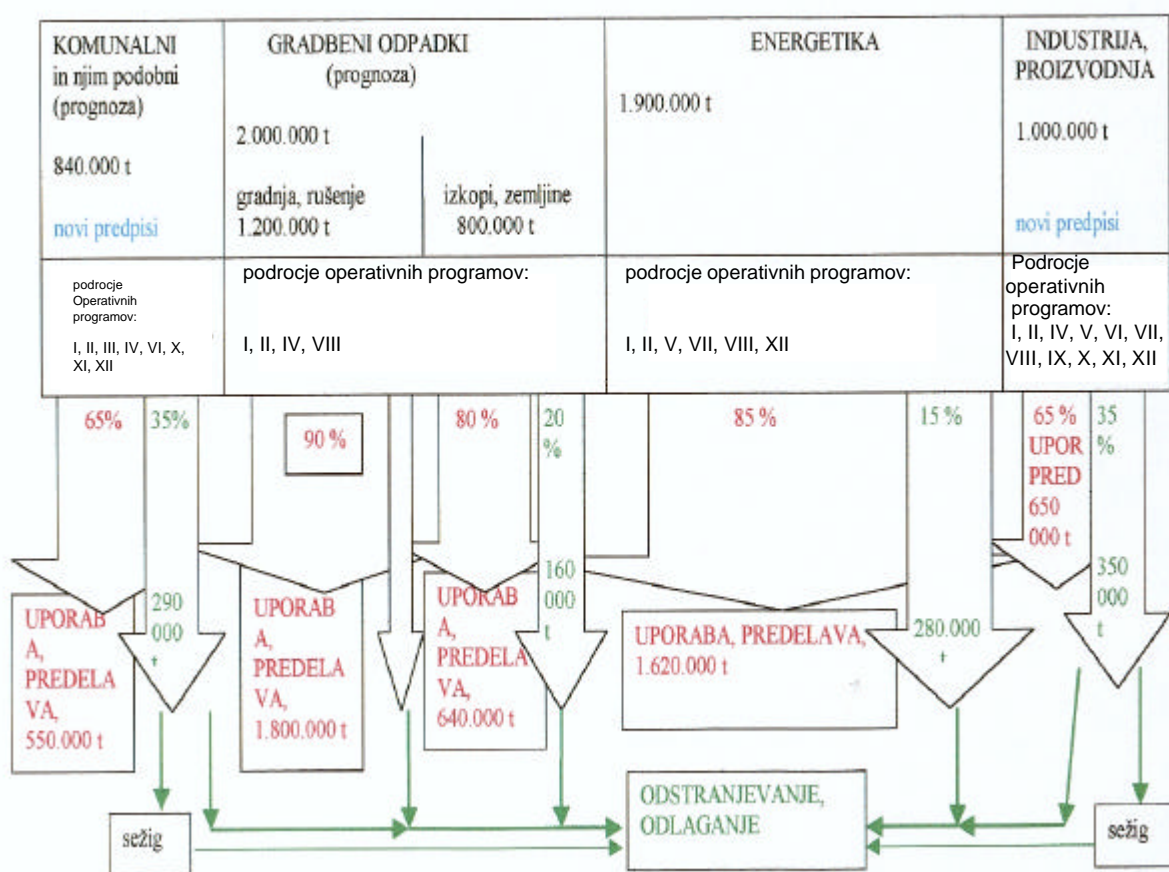 KOMUNALNI
in njim podobni
(prognoza)
840.000 t
novi predpisi
GRADBENI ODPADKI
(prognoza)
2.000.000 t
gradnja, rušenje
1.200.000 t
izkopi, zemljine
800.000 t
ENERGETIKA
1.900.000 t
INDUSTRIJA,
PROIZVODNJA
1.000.000 t
novi predpisi
podrocje
Operativnih
programov:
I, II, III, IV, VI, X,
XI, XII
podrocje operativnih programov:
I, II, IV, VIII
podrocje operativnih programov:
I, II, V, VII, VIII, XII
Podrocje
operativnih
programov:
I, II, IV, V, VI, VII,
VIII, IX, X, XI, XII
65%
35%
90 %
80 %
20
%
85 %
15 %
65 %
UPOR
PRED
650
000 t
35
%
290
000
t
160
000
t
280.000
t
350
000
t
UPORAB
A,
PREDELA
VA,
550.000 t
UPORAB
A,
PREDELA
VA,
1.800.000 t
UPORAB
A,
PREDELA
VA,
640.000 t
UPORABA, PREDELAVA,
1.620.000 t
sežig
ODSTRANJEVANJE,
ODLAGANJE
sežig